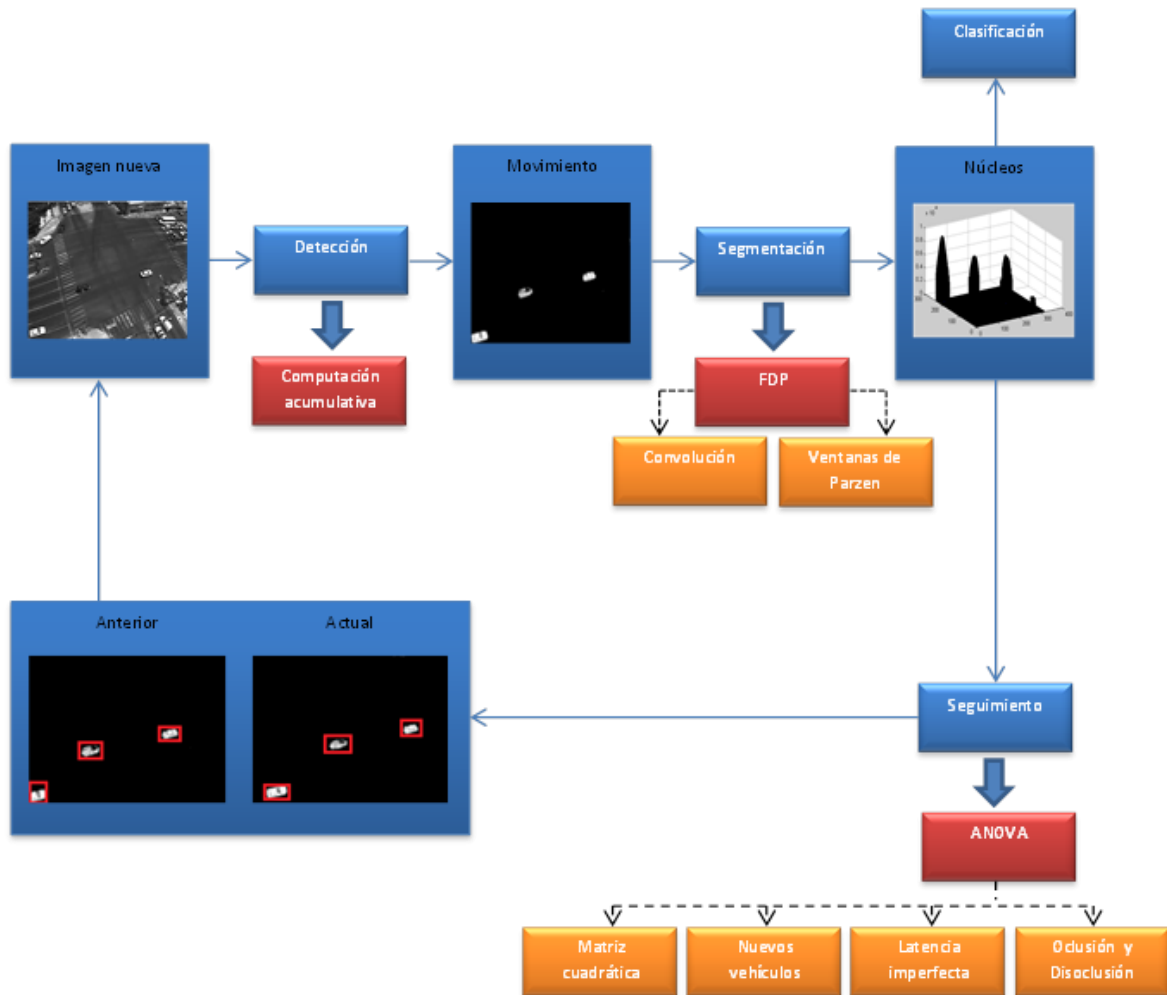 Clasificación
Imagen nueva
Movimiento
Núcleos
Detección
Segmentación
Computación
acumulativa
FDP
Convolución
Ventanas de
Parzen
Anterior
Actual
Seguimiento
ANOVA
Matriz
cuadrática
Nuevos
vehículos
Latencia
imperfecta
Oclusión y
Disoclusión